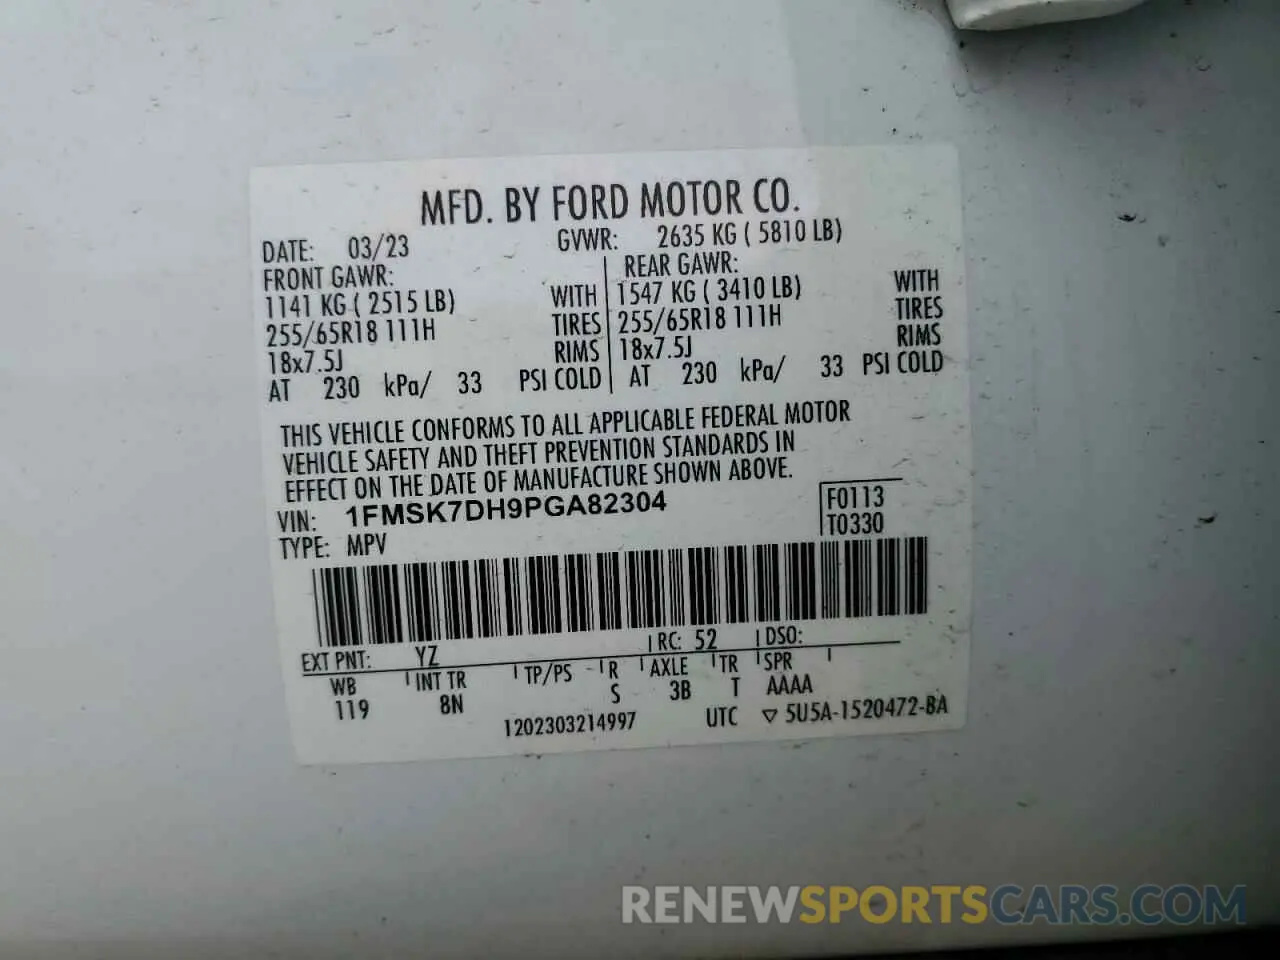 MFD. BY FORD MOTOR CO.
DATE: 03/23 GVWR: 2635 KG ( 5810 LB)
FRONT GAWR: REAR GAWR:
1141 KG ( 2515 LB) WITH 1547 KG ( 3410 LB) WITH
255/65R18 111H TIRES 255/65R18 111H TIRES
18x7.5J RIMS 18x7.5J RIMS
AT 230 kPa/ 33 PSI COLD AT 230 kPa/ 33 PSI COLD
THIS VEHICLE CONFORMS TO ALL APPLICABLE FEDERAL MOTOR
VEHICLE SAFETY AND THEFT PREVENTION STANDARDS IN
EFFECT ON THE DATE OF MANUFACTURE SHOWN ABOVE.
VIN: 1FMSK7DH9PGA82304 F0113
TYPE: MPV T0330
EXT PNT: YZ RC: 52 DSO:
WB INT TR TP/PS R AXLE TR SPR
119 8N S 3B T AAAA
1202303214997 UTC ▽ 5U5A-1520472-BA
RENEWSPORTSCARS.COM